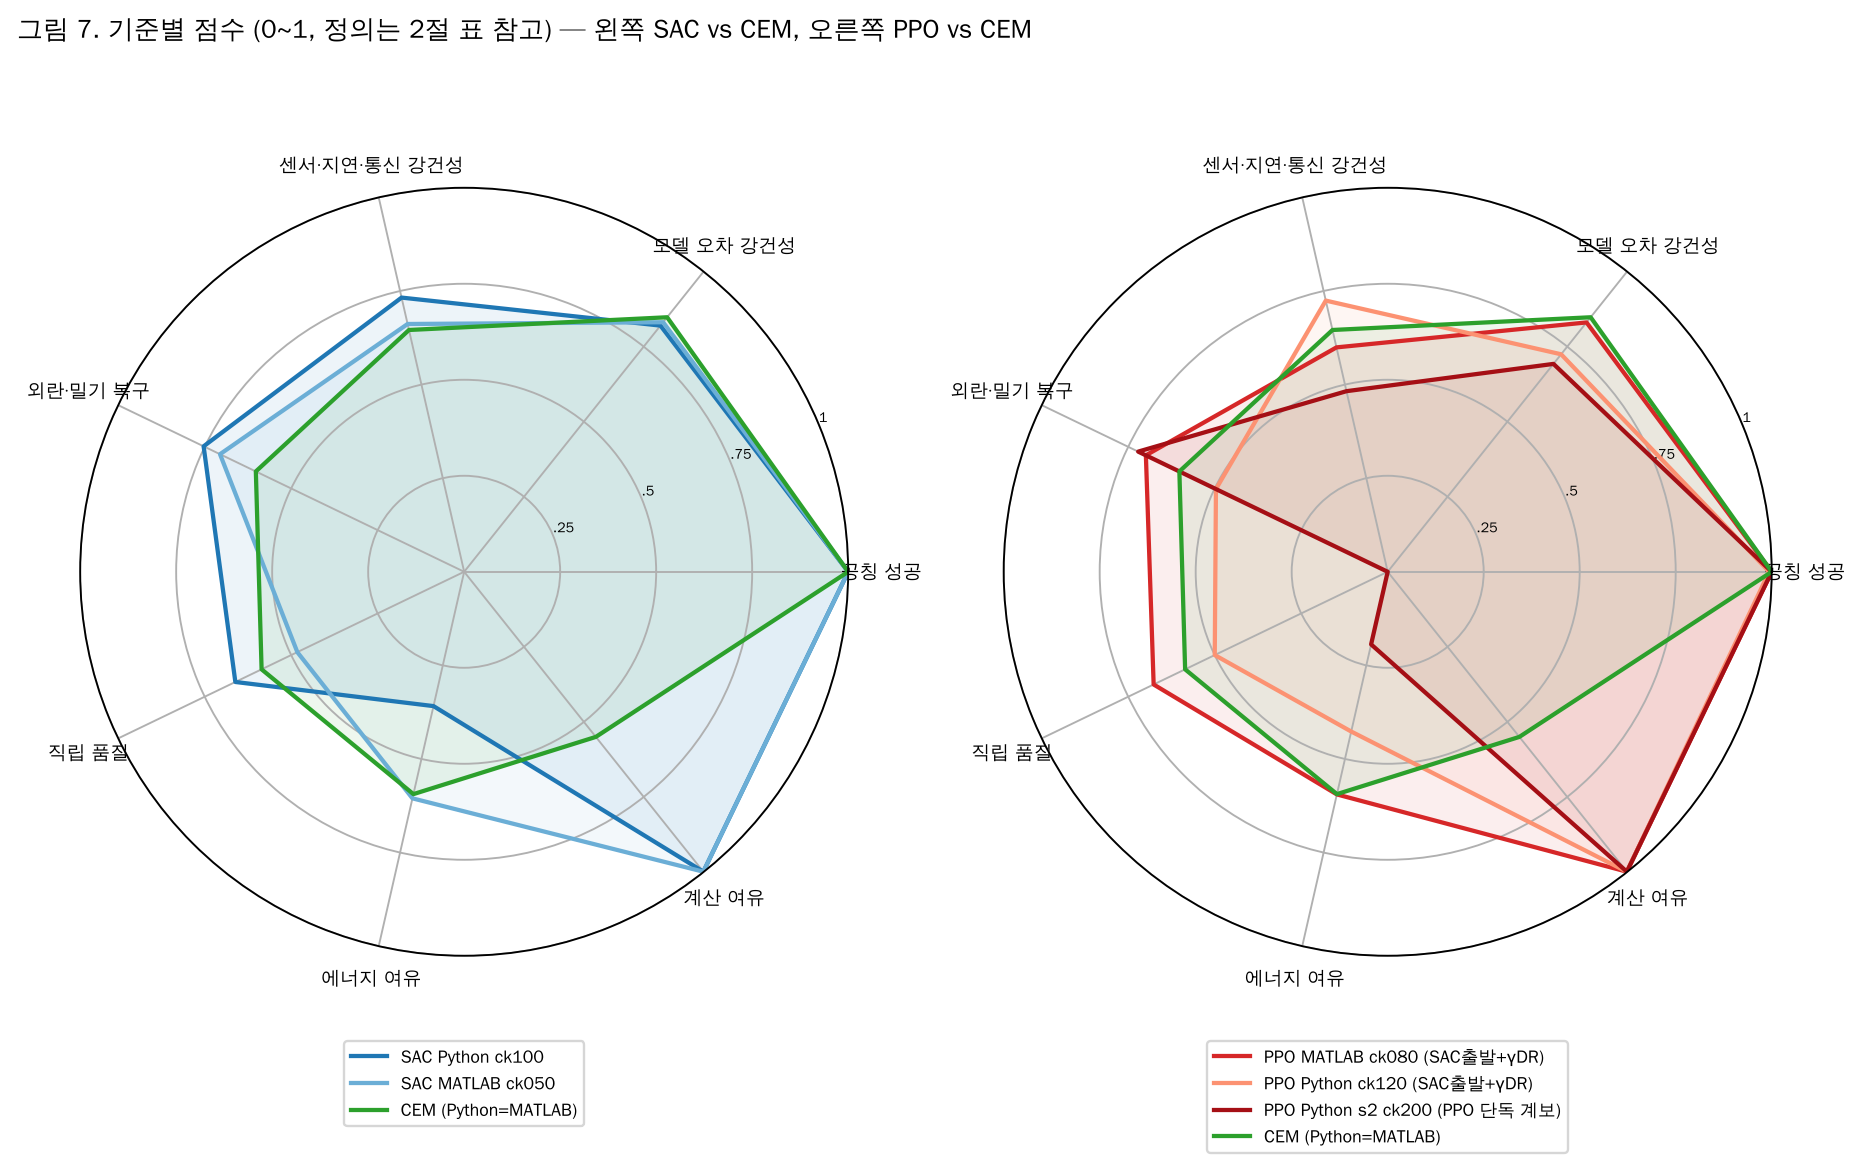 그림 7. 기준별 점수 (0~1, 정의는 2절 표 참고) — 왼쪽 SAC vs CEM, 오른쪽 PPO vs CEM
센서·지연·통신 강건성
모델 오차 강건성
외란·밀기 복구
1
.75
.5
.25
공칭 성공
직립 품질
계산 여유
에너지 여유
SAC Python ck100
SAC MATLAB ck050
CEM (Python=MATLAB)
센서·지연·통신 강건성
모델 오차 강건성
외란·밀기 복구
1
.75
.5
.25
공칭 성공
직립 품질
계산 여유
에너지 여유
PPO MATLAB ck080 (SAC출발+γDR)
PPO Python ck120 (SAC출발+γDR)
PPO Python s2 ck200 (PPO 단독 계보)
CEM (Python=MATLAB)